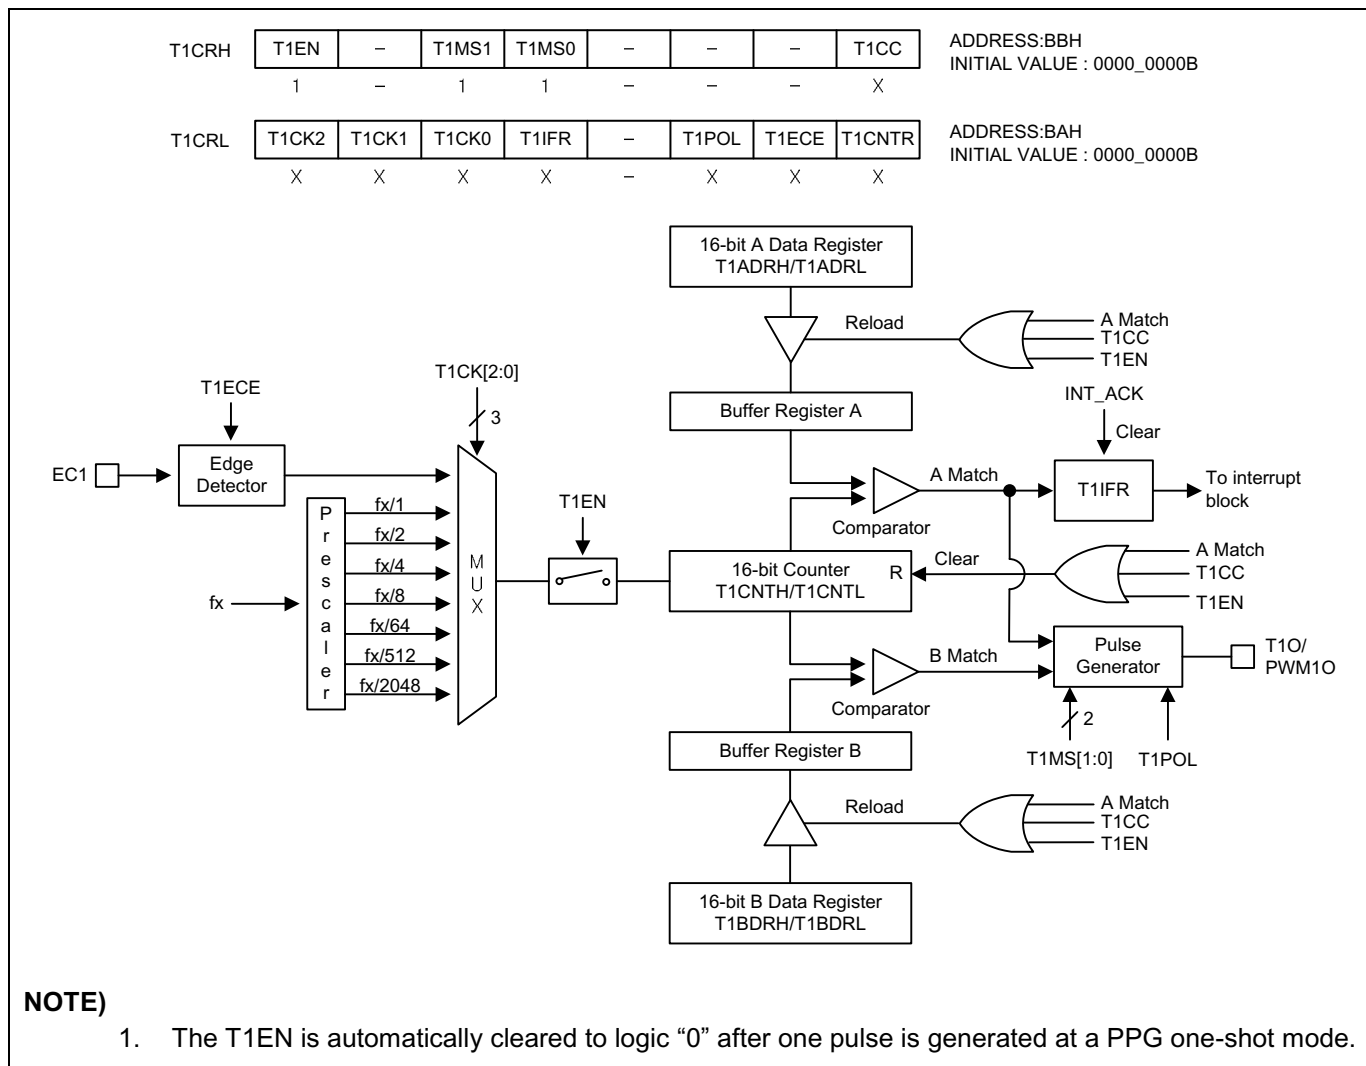 T1CRH T1EN – T1MS1 T1MS0 – – – T1CC ADDRESS:BBH
INITIAL VALUE : 0000_0000B
1 – 1 1 – – – X
T1CRL T1CK2 T1CK1 T1CK0 T1IFR – T1POL T1ECE T1CNTR ADDRESS:BAH
INITIAL VALUE : 0000_0000B
X X X X – X X X
16-bit A Data Register
T1ADRH/T1ADRL
Reload
A Match
T1CC
T1EN
T1ECE
T1CK[2:0]
3
Buffer Register A
INT_ACK
Clear
EC1
Edge
Detector
A Match
T1IFR
To interrupt
block
Comparator
Prescaler
fx/1
fx/2
fx/4
fx/8
fx/64
fx/512
fx/2048
fx
MUX
T1EN
16-bit Counter
T1CNTH/T1CNTL
R
Clear
A Match
T1CC
T1EN
B Match
Comparator
Pulse
Generator
T1O/
PWM1O
2
T1MS[1:0]
T1POL
Buffer Register B
Reload
A Match
T1CC
T1EN
16-bit B Data Register
T1BDRH/T1BDRL
NOTE)
1. The T1EN is automatically cleared to logic “0” after one pulse is generated at a PPG one-shot mode.